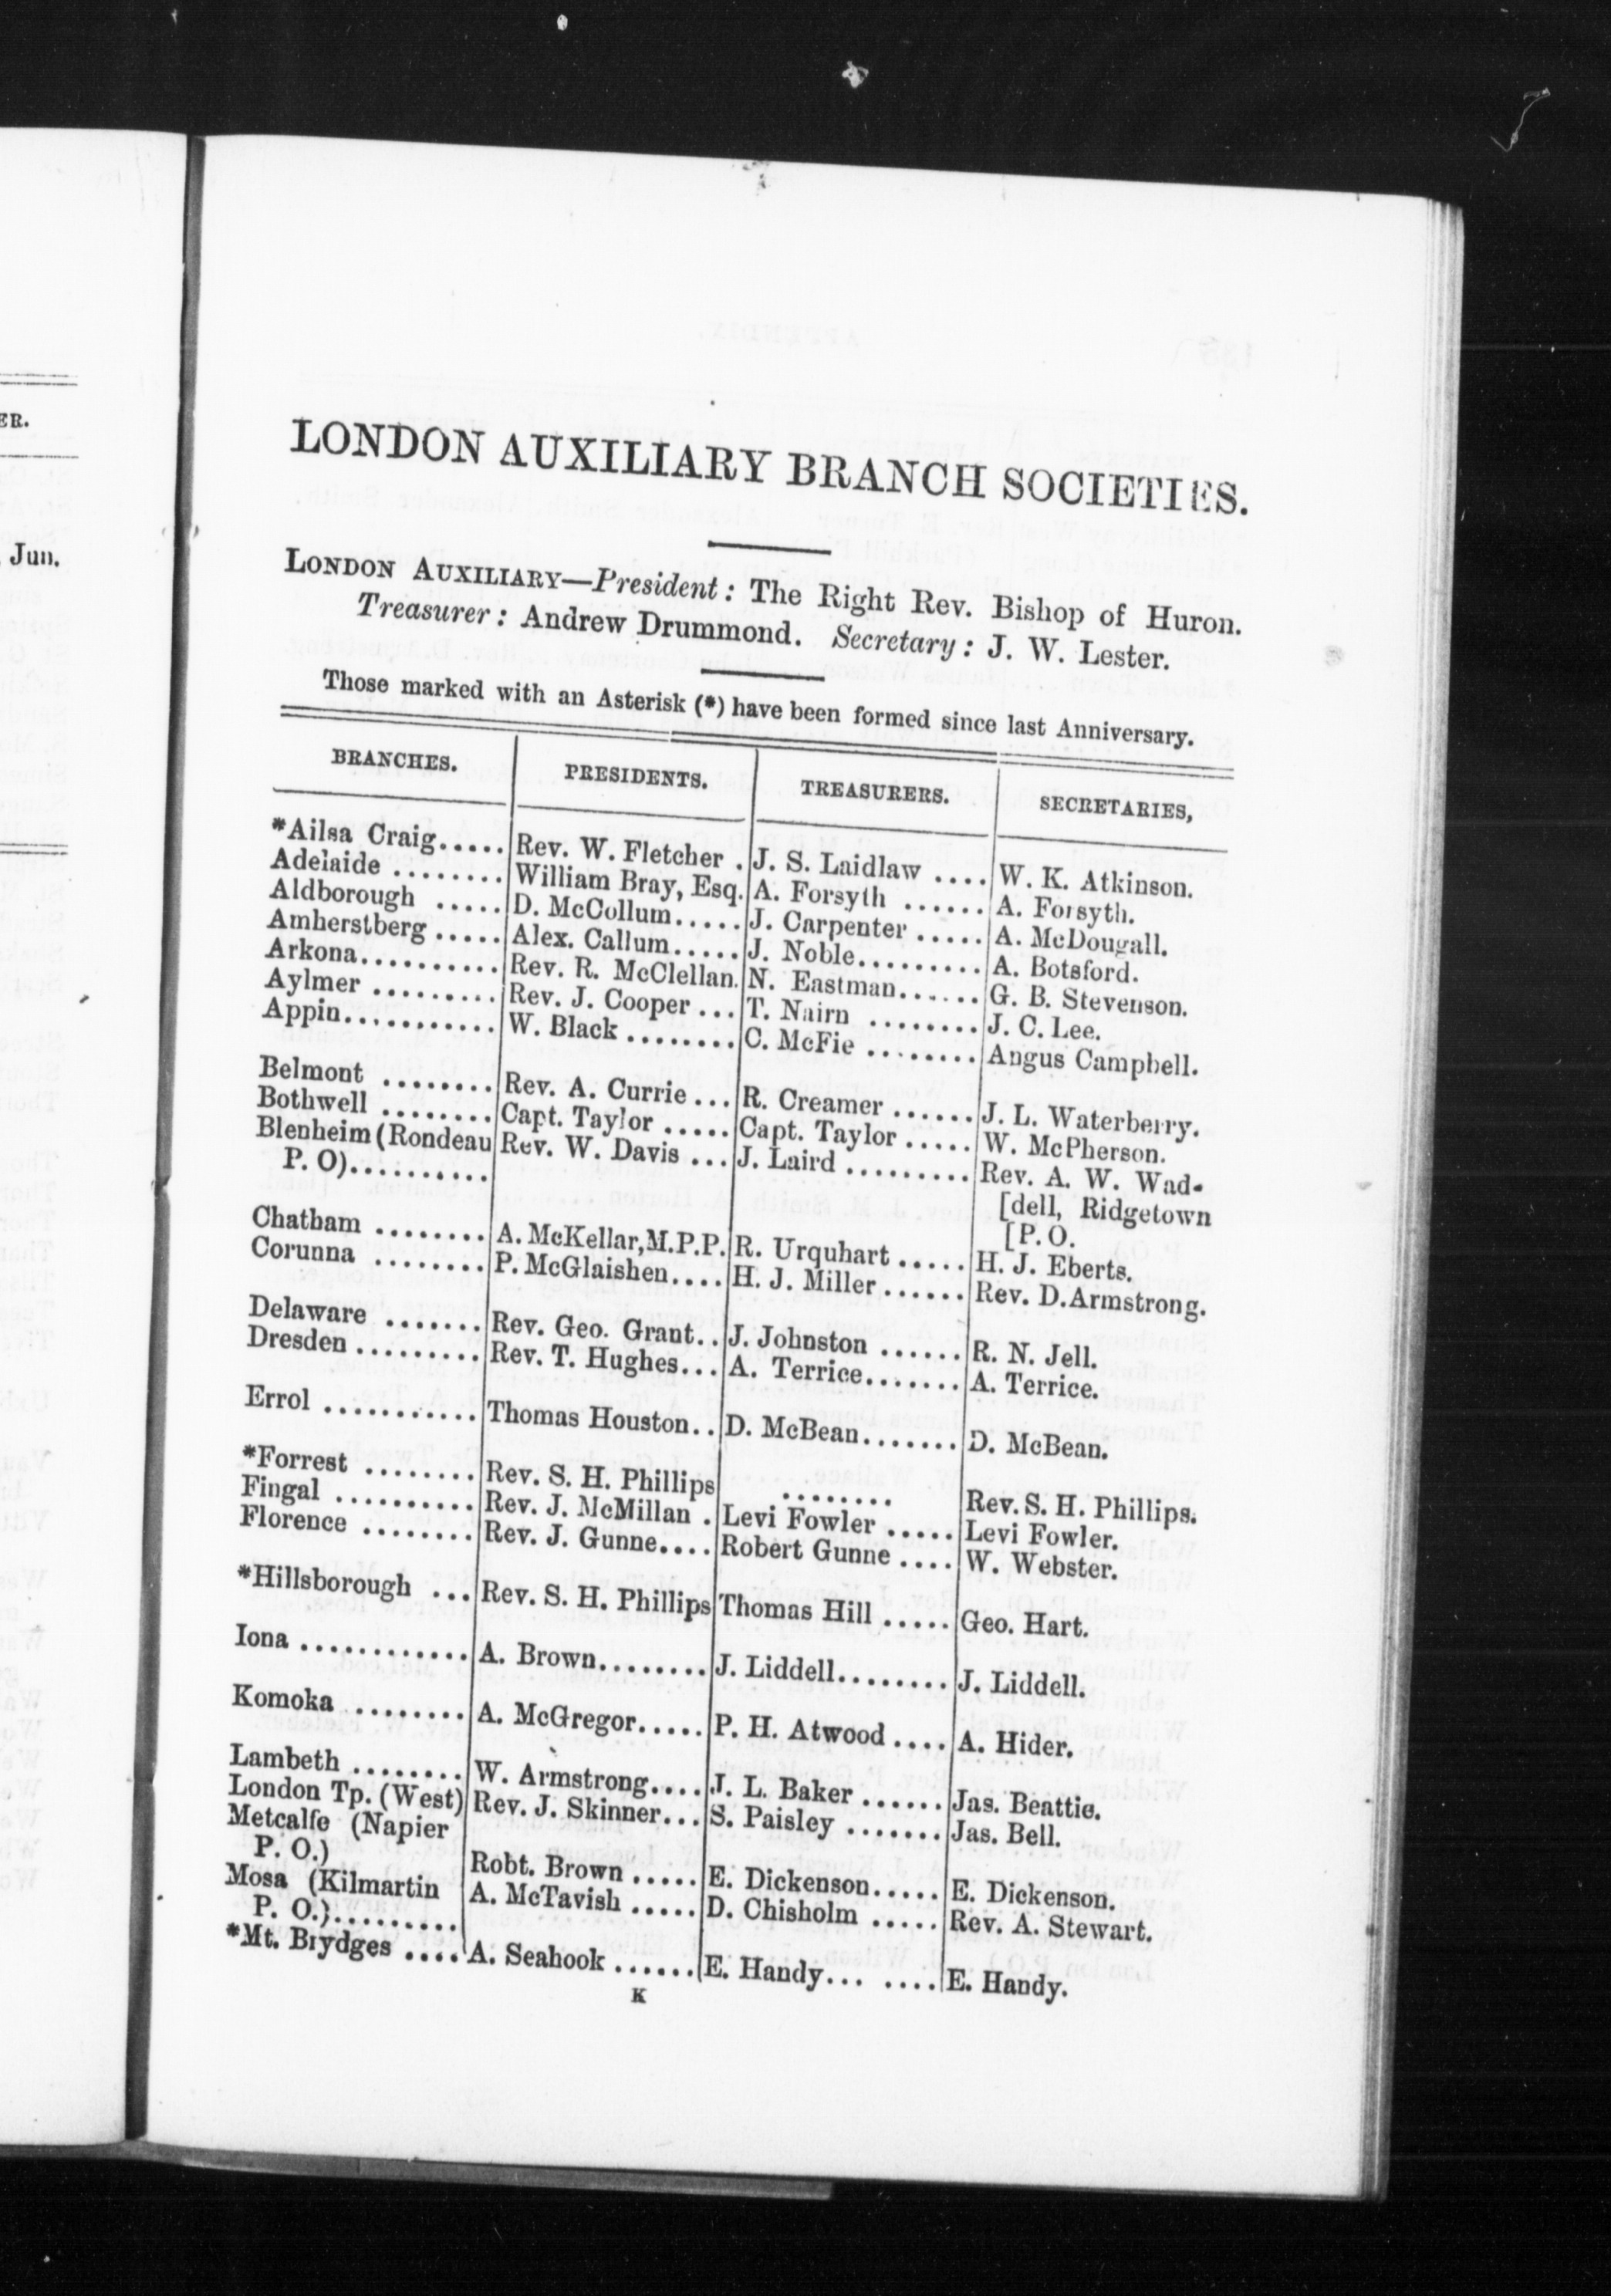 ER.
Jun.
LONDON AUXILIARY BRANCH SOCIETIES.
LONDON AUXILIARY—President: The Right Rev. Bishop of Huron.
Treasurer: Andrew Drummond. Secretary: J. W. Lester.
Those marked with an Asterisk (*) have been formed since last Anniversary.
BRANCHES. PRESIDENTS. TREASURERS. SECRETARIES,
*Ailsa Craig..... Rev. W. Fletcher . J. S. Laidlaw .... W. K. Atkinson.
Adelaide ........ William Bray, Esq. A. Forsyth ...... A. Forsyth.
Aldborough ..... D. McCollum..... J. Carpenter ..... A. McDougall.
Amherstberg ..... Alex. Callum..... J. Noble......... A. Botsford.
Arkona.......... Rev. R. McClellan. N. Eastman...... G. B. Stevenson.
Aylmer ......... Rev. J. Cooper ... T. Nairn ........ J. C. Lee.
Appin........... W. Black ........ C. McFie ........ Angus Campbell.
Belmont ........ Rev. A. Currie ... R. Creamer ...... J. L. Waterberry.
Bothwell ........ Capt. Taylor ..... Capt. Taylor ..... W. McPherson.
Blenheim (Rondeau Rev. W. Davis ... J. Laird ......... Rev. A. W. Wad-
P. O).......... [dell, Ridgetown
[P. O.
Chatham ........ A. McKellar, M.P.P. R. Urquhart ..... H. J. Eberts.
Corunna ........ P. McGlaishen.... H. J. Miller ...... Rev. D. Armstrong.
Delaware ....... Rev. Geo. Grant.. J. Johnston ...... R. N. Jell.
Dresden ......... Rev. T. Hughes... A. Terrice....... A. Terrice.
Errol ........... Thomas Houston.. D. McBean....... D. McBean.
*Forrest ........ Rev. S. H. Phillips ........ Rev. S. H. Phillips.
Fingal .......... Rev. J. McMillan . Levi Fowler ..... Levi Fowler.
Florence ........ Rev. J. Gunne.... Robert Gunne .... W. Webster.
*Hillsborough ... Rev. S. H. Phillips Thomas Hill ..... Geo. Hart.
Iona ............ A. Brown........ J. Liddell........ J. Liddell.
Komoka ......... A. McGregor..... P. H. Atwood .... A. Hider.
Lambeth ........ W. Armstrong.... J. L. Baker ...... Jas. Beattie.
London Tp. (West) Rev. J. Skinner... S. Paisley ....... Jas. Bell.
Metcalfe (Napier
P. O.) Robt. Brown ..... E. Dickenson..... E. Dickenson.
Mosa (Kilmartin A. McTavish ..... D. Chisholm ..... Rev. A. Stewart.
P. O.)..........
*Mt. Brydges .... A. Seahook ...... E. Handy... .... E. Handy.
K